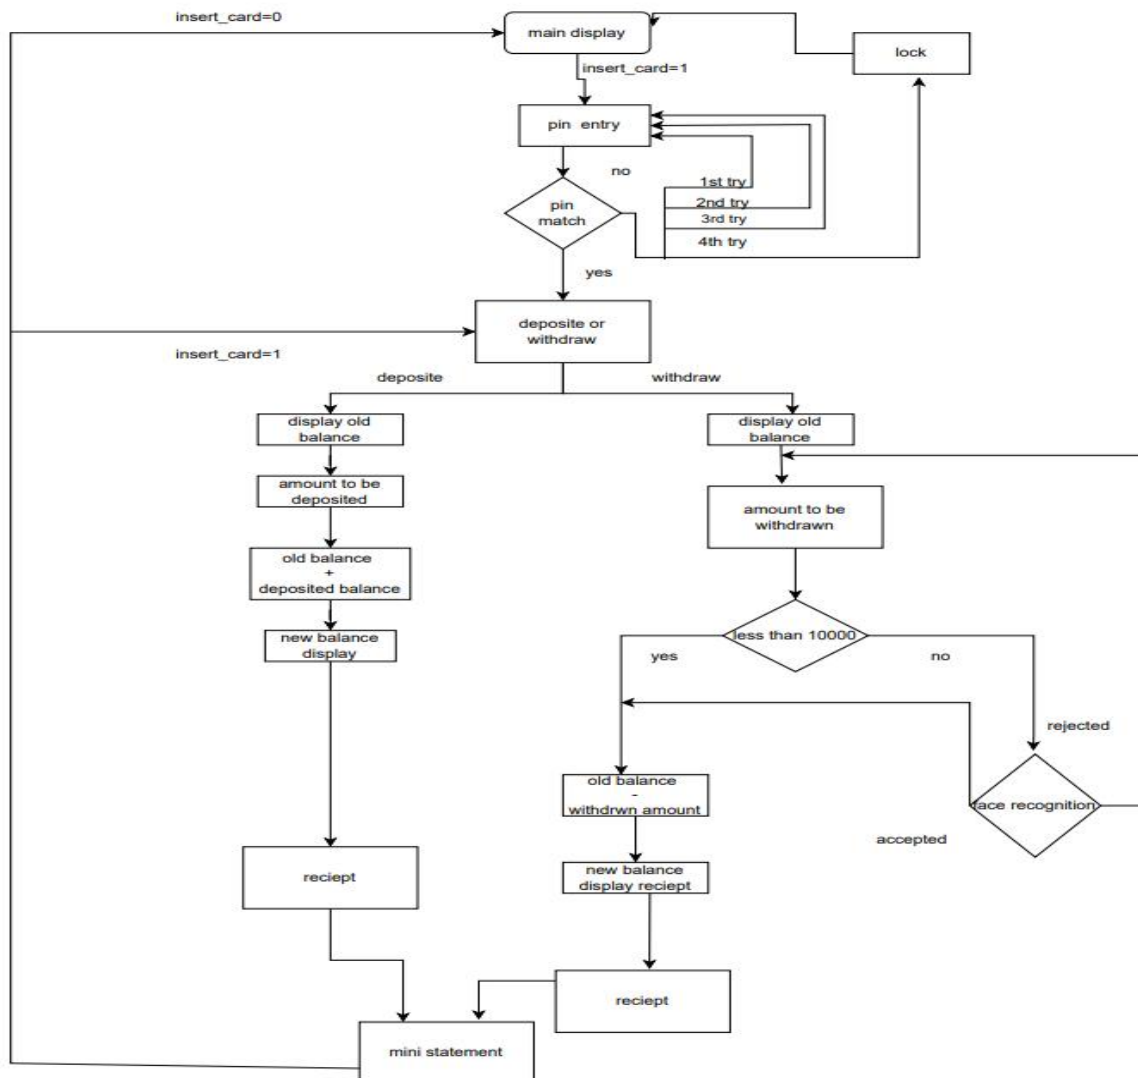 insert_card=0
main display
lock
insert_card=1
pin entry
no
1st try
2nd try
3rd try
4th try
pin
match
yes
deposite or
withdraw
insert_card=1
deposite
withdraw
display old
balance
display old
balance
amount to be
deposited
amount to be
withdrawn
old balance
+
deposited balance
new balance
display
less than 10000
yes
no
rejected
old balance
-
withdrwn amount
face recognition
accepted
reciept
new balance
display reciept
reciept
mini statement